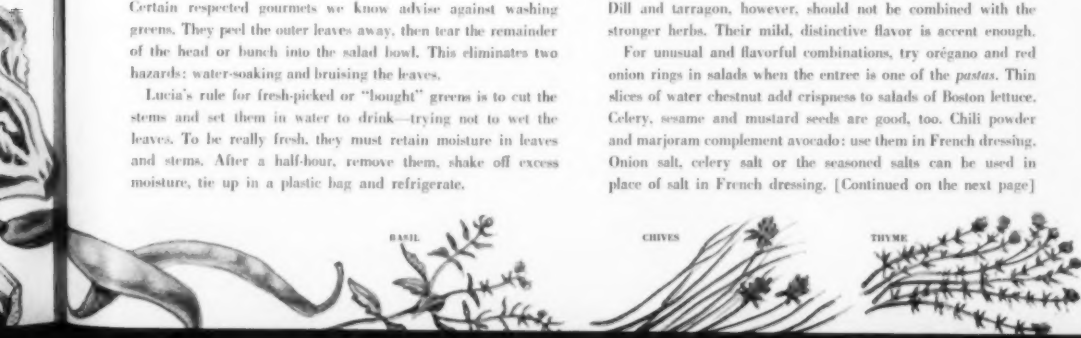 Certain respected gourmets we know advise against washing
greens. They peel the outer leaves away, then tear the remainder
of the head or bunch into the salad bowl. This eliminates two
hazards: water-soaking and bruising the leaves.
Lucia's rule for fresh-picked or "bought" greens is to cut the
stems and set them in water to drink—trying not to wet the
leaves. To be really fresh, they must retain moisture in leaves
and stems. After a half-hour, remove them, shake off excess
moisture, tie up in a plastic bag and refrigerate.
Dill and tarragon, however, should not be combined with the
stronger herbs. Their mild, distinctive flavor is accent enough.
For unusual and flavorful combinations, try orégano and red
onion rings in salads when the entree is one of the pastas. Thin
slices of water chestnut add crispness to salads of Boston lettuce.
Celery, sesame and mustard seeds are good, too. Chili powder
and marjoram complement avocado: use them in French dressing.
Onion salt, celery salt or the seasoned salts can be used in
place of salt in French dressing. [Continued on the next page]
BASIL
CHIVES
THYME